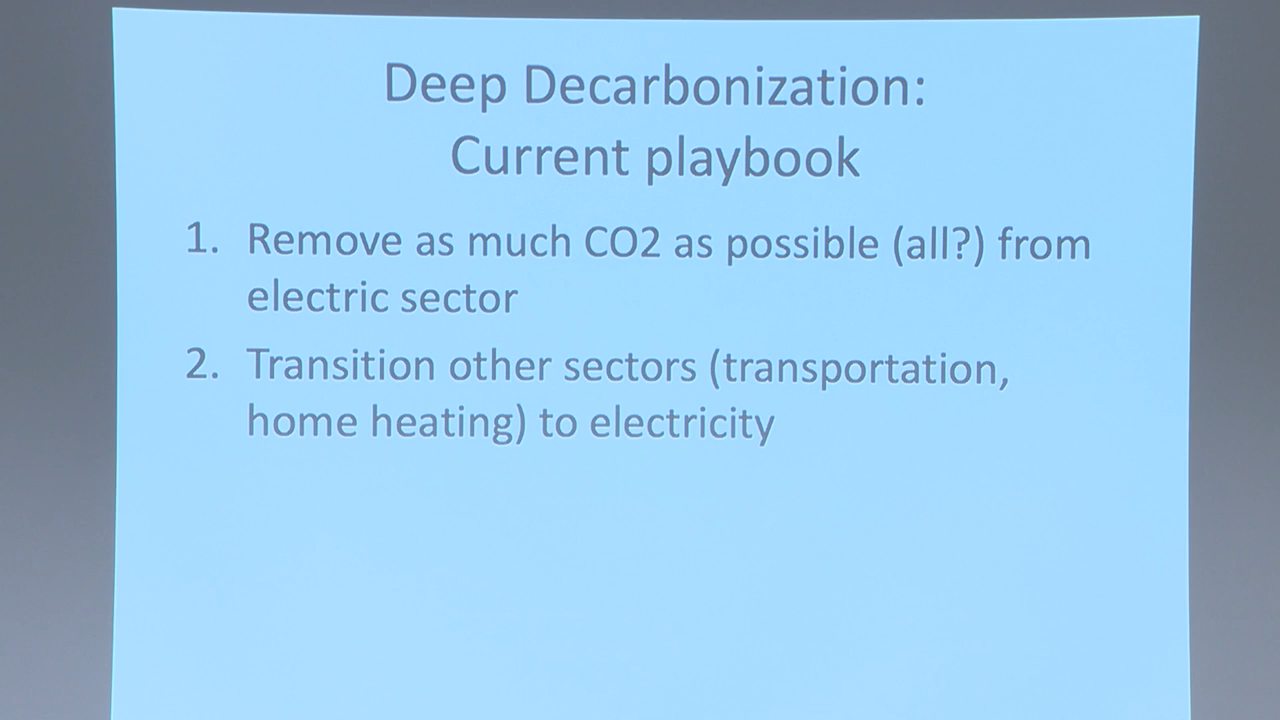 Deep Decarbonization:
Current playbook
1. Remove as much CO2 as possible (all?) from
electric sector
2. Transition other sectors (transportation,
home heating) to electricity